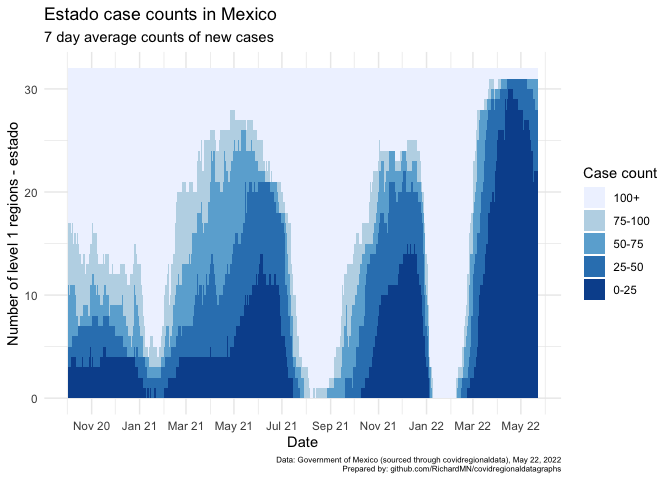 Estado case counts in Mexico
7 day average counts of new cases
Number of level 1 regions - estado
30
20
10
0
Nov 20 Jan 21 Mar 21 May 21 Jul 21 Sep 21 Nov 21 Jan 22 Mar 22 May 22
Date
Case count
100+
75-100
50-75
25-50
0-25
Data: Government of Mexico (sourced through covidregionaldata), May 22, 2022
Prepared by: github.com/RichardMN/covidregionaldatagraphs